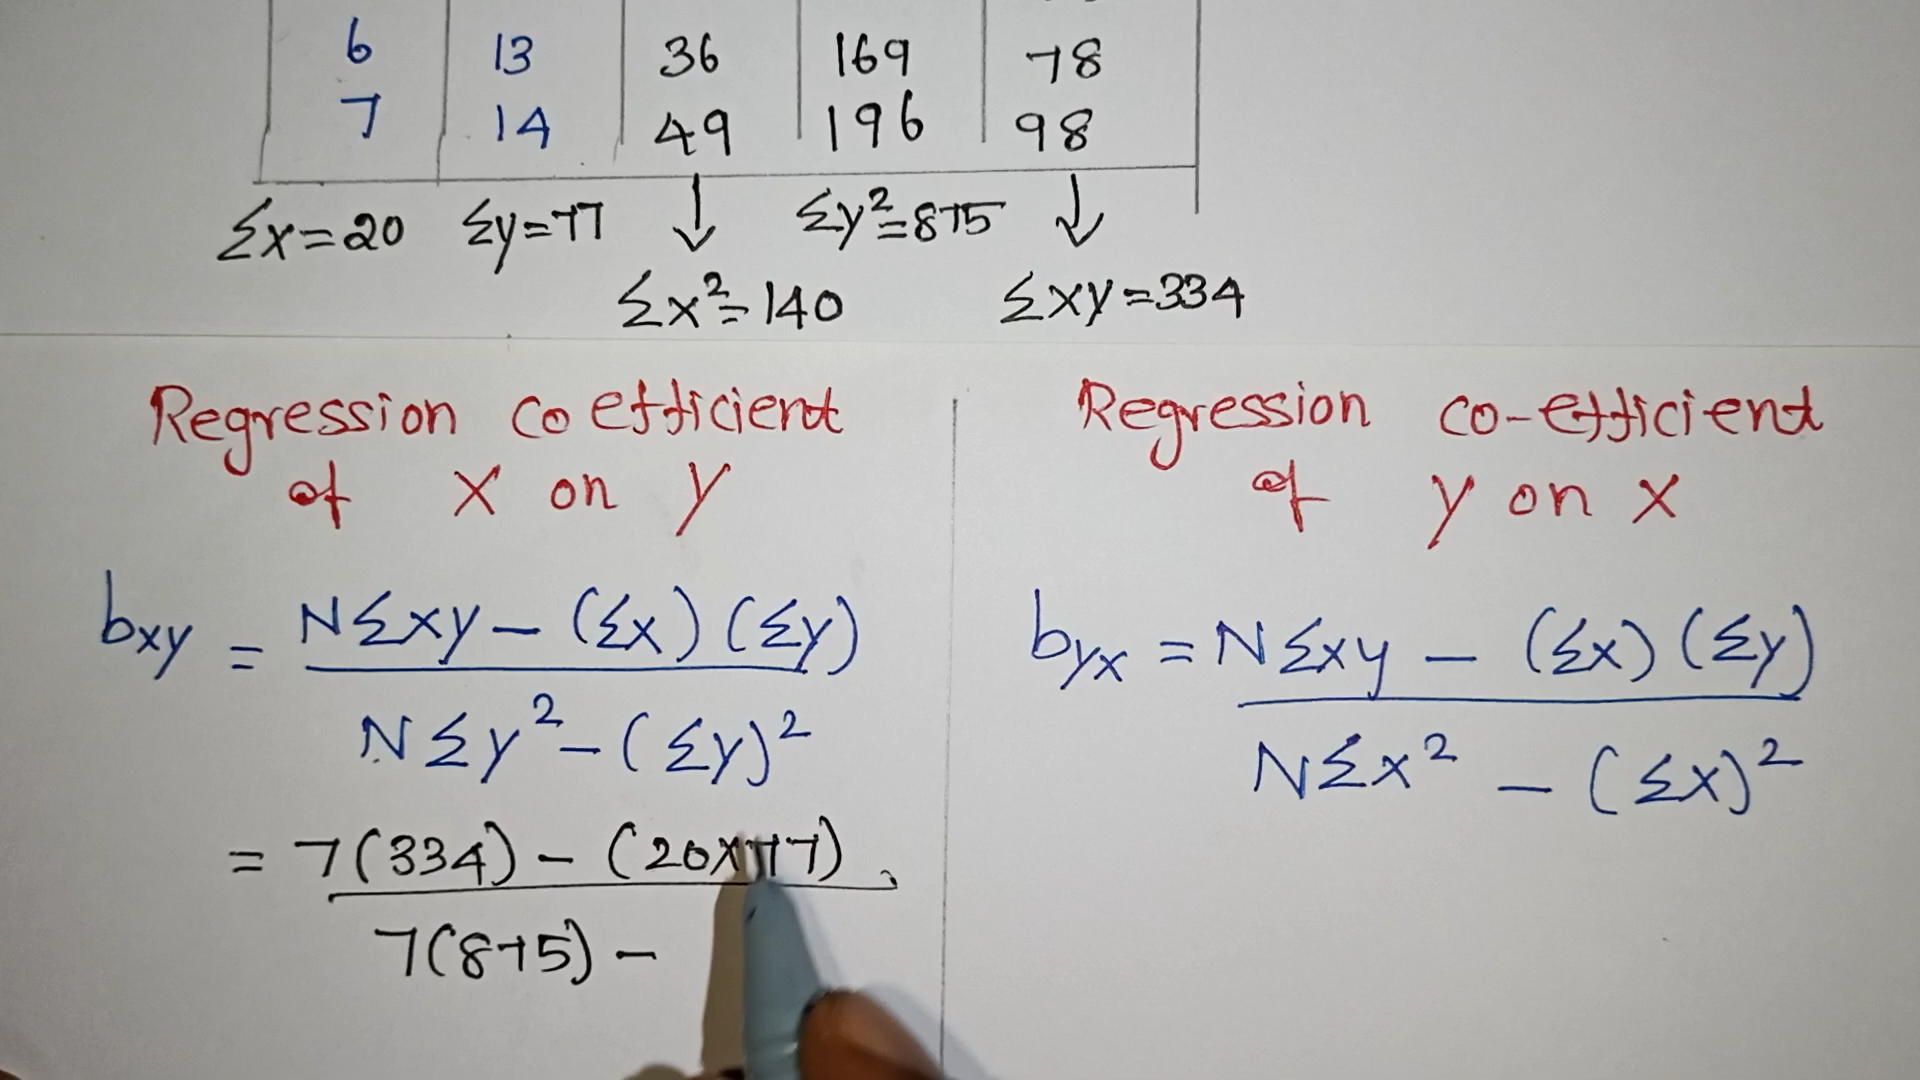 6 13 36 169 78
7 14 49 196 98
Σx=20 Σy=77 ↓ Σy²=875 ↓
Σx²=140 Σxy=334
Regression coefficient
of x on y
Regression co-efficient
of y on x
bxy = NΣxy - (Σx) (Σy)
NΣy² - (Σy)²
= 7(334) - (20x77)
7(875) -
byx = NΣxy - (Σx) (Σy)
NΣx² - (Σx)²